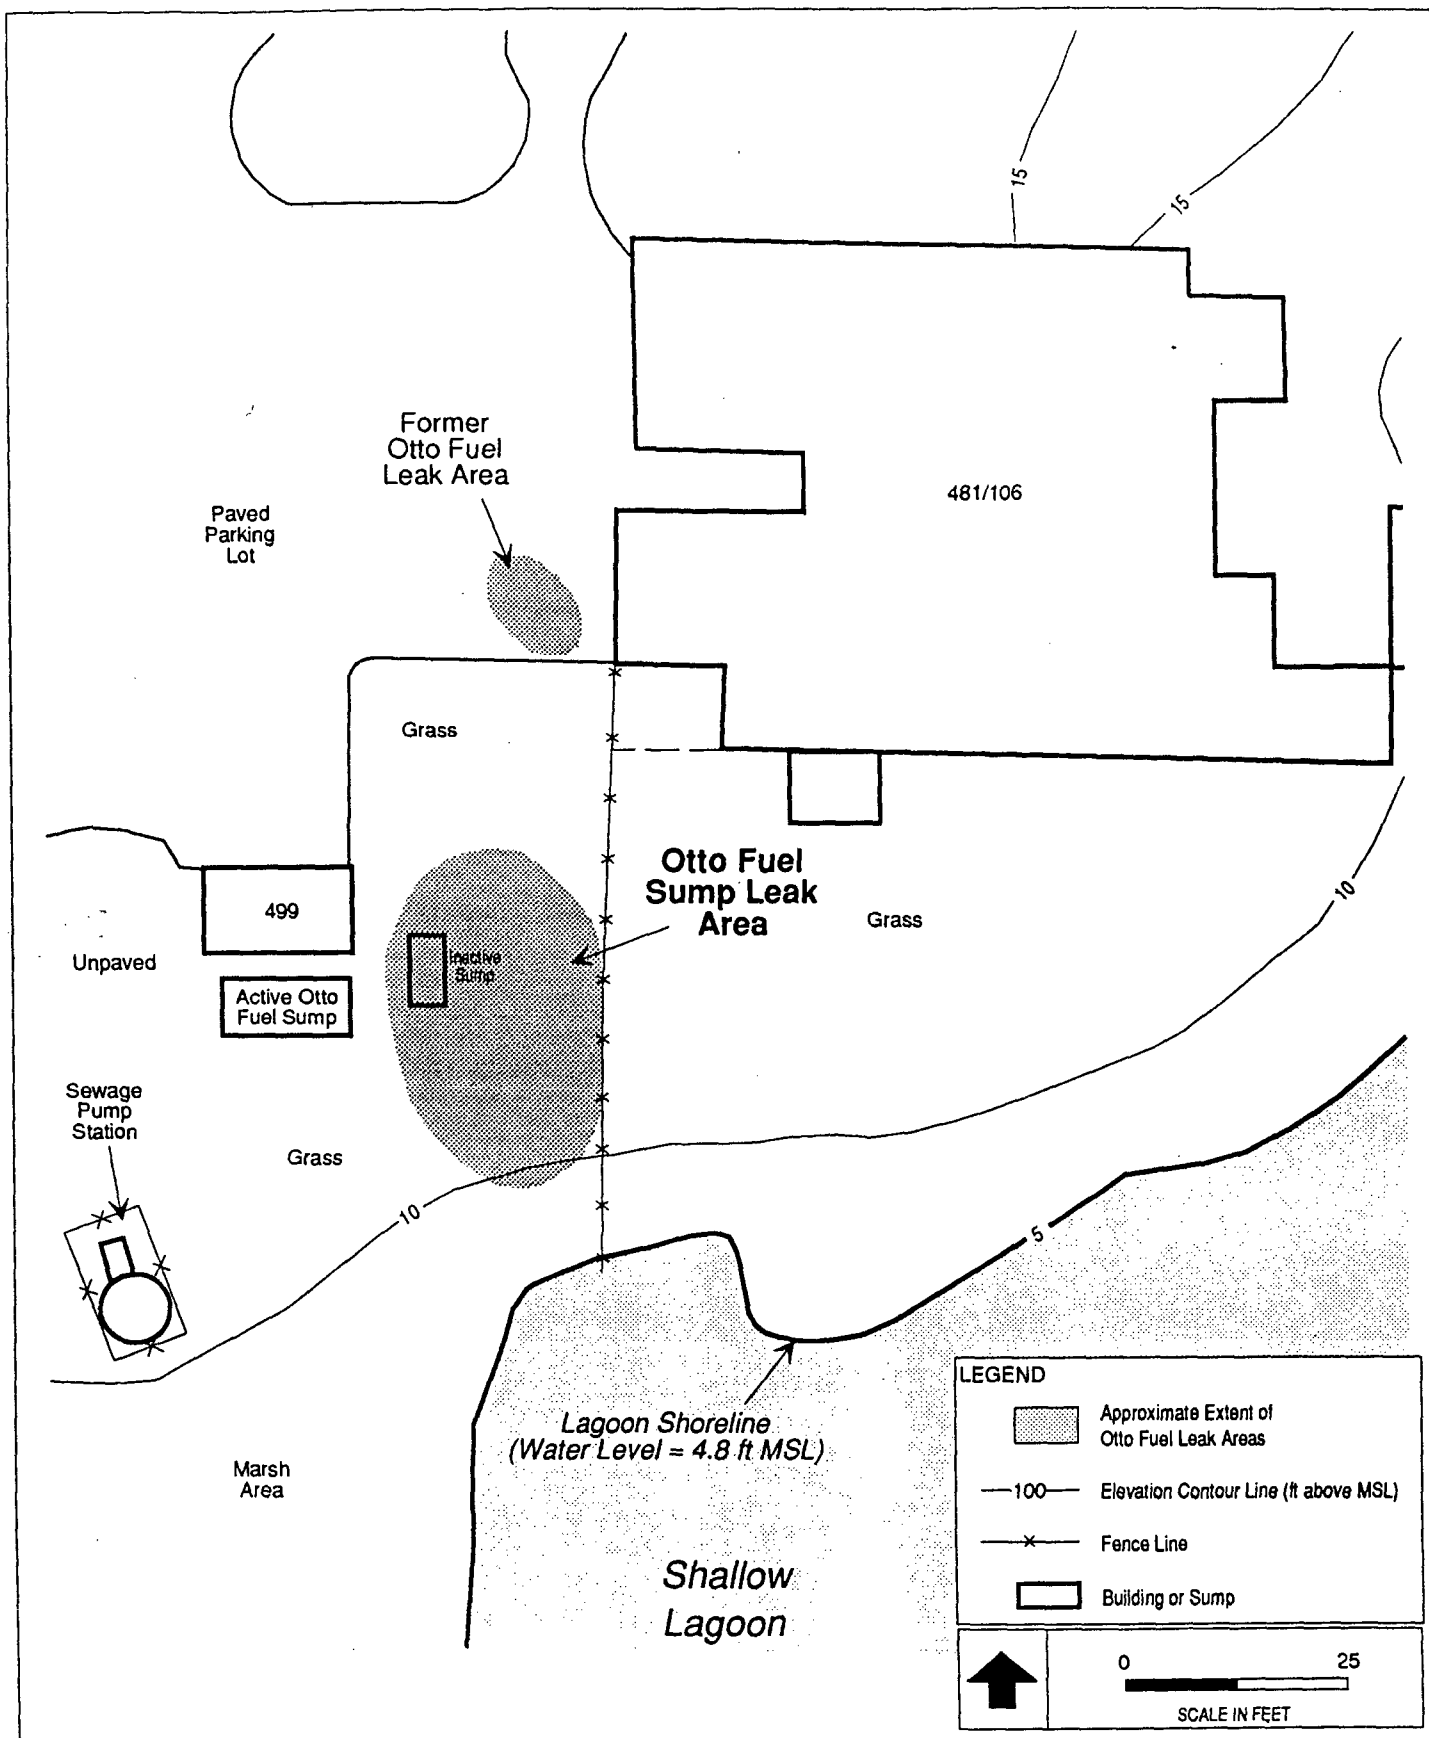 15
15
Former
Otto Fuel
Leak Area
481/106
Paved
Parking
Lot
Grass
Otto Fuel
Sump Leak
Area
10
499
Grass
Inactive
Sump
Unpaved
Active Otto
Fuel Sump
Sewage
Pump
Station
Grass
10
5
LEGEND
Approximate Extent of
Otto Fuel Leak Areas
Lagoon Shoreline
(Water Level = 4.8 ft MSL)
Marsh
Area
100
Elevation Contour Line (ft above MSL)
Fence Line
Shallow
Lagoon
Building or Sump
0
25
SCALE IN FEET